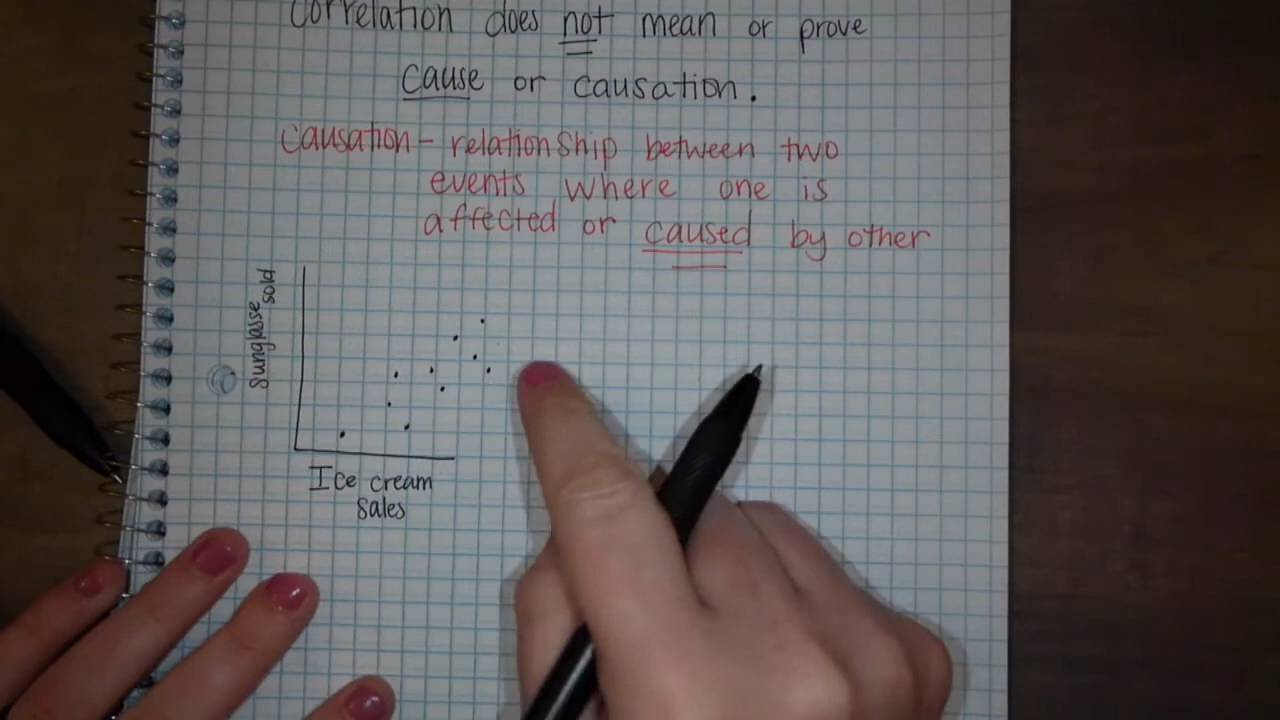 Correlation does not mean or prove
cause or causation.
Causation - relationship between two
events where one is
affected or caused by other
Sunglasse
sold
Ice cream
Sales